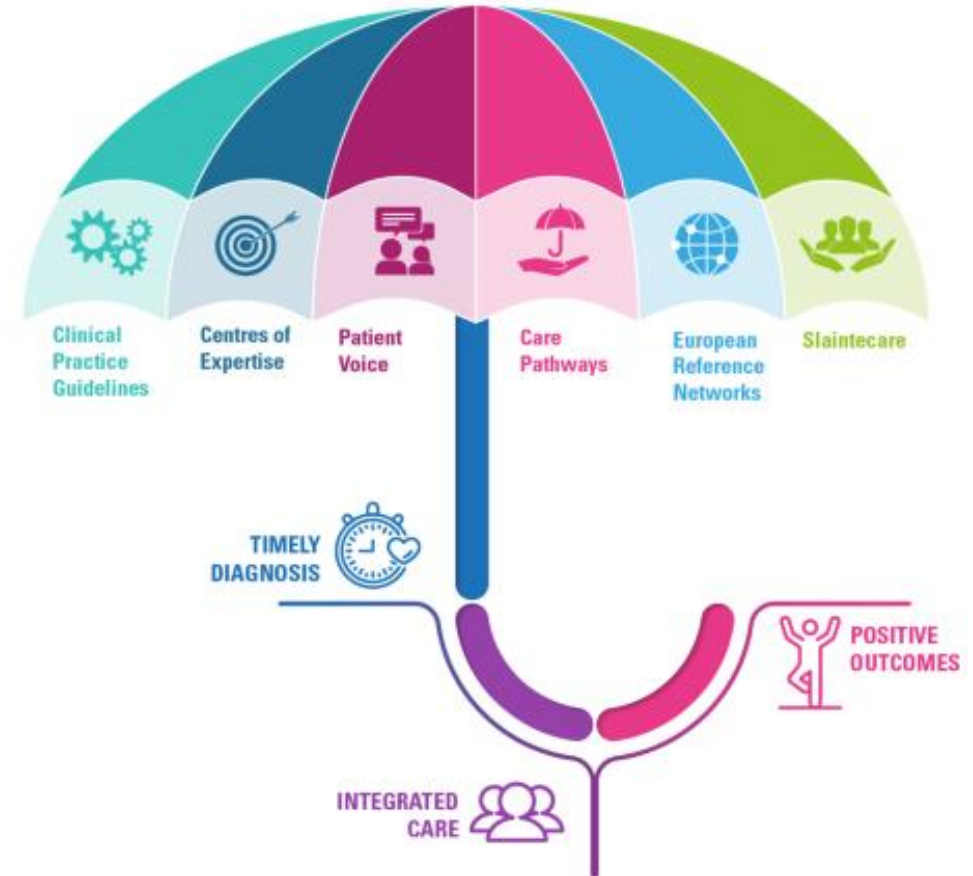 Clinical
Practice
Guidelines
Centres of
Expertise
Patient
Voice
Care
Pathways
European
Reference
Networks
Slaintecare
TIMELY
DIAGNOSIS
POSITIVE
OUTCOMES
INTEGRATED
CARE